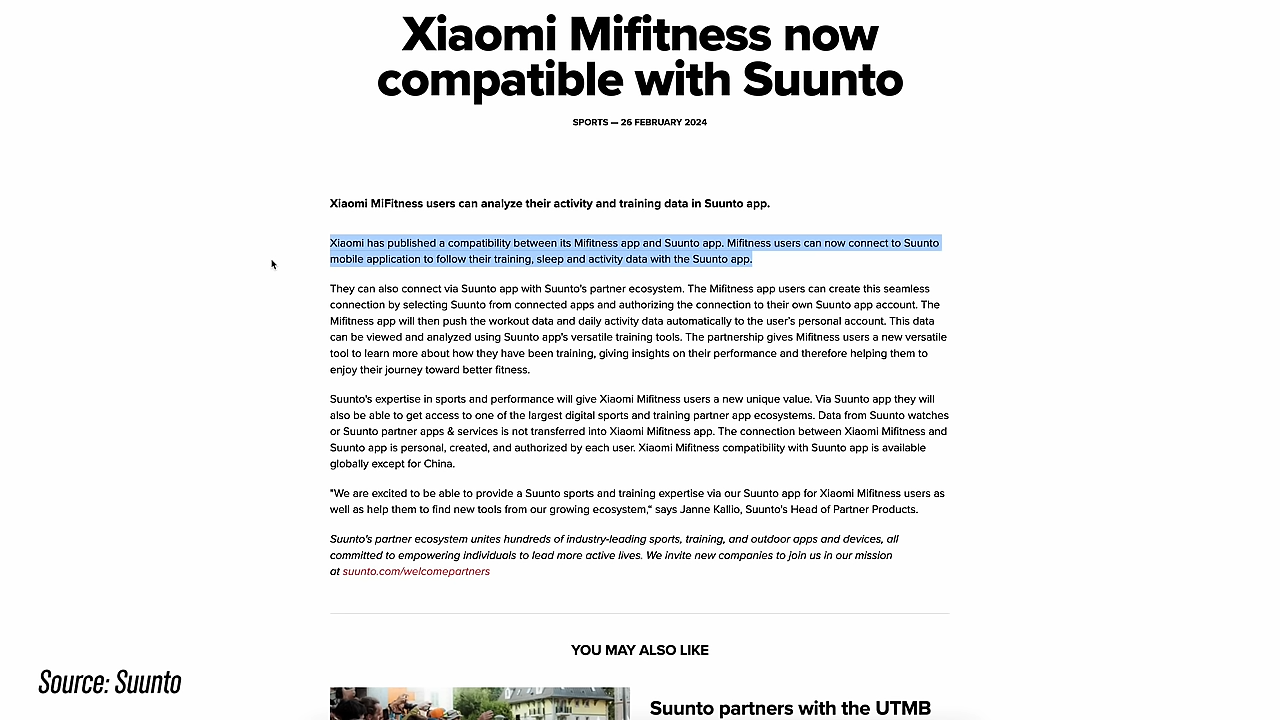 Xiaomi Mifitness now
compatible with Suunto
SPORTS — 26 FEBRUARY 2024
Xiaomi MiFitness users can analyze their activity and training data in Suunto app.
Xiaomi has published a compatibility between its Mifitness app and Suunto app. Mifitness users can now connect to Suunto
mobile application to follow their training, sleep and activity data with the Suunto app.
They can also connect via Suunto app with Suunto's partner ecosystem. The Mifitness app users can create this seamless
connection by selecting Suunto from connected apps and authorizing the connection to their own Suunto app account. The
Mifitness app will then push the workout data and daily activity data automatically to the user's personal account. This data
can be viewed and analyzed using Suunto app's versatile training tools. The partnership gives Mifitness users a new versatile
tool to learn more about how they have been training, giving insights on their performance and therefore helping them to
enjoy their journey toward better fitness.
Suunto's expertise in sports and performance will give Xiaomi Mifitness users a new unique value. Via Suunto app they will
also be able to get access to one of the largest digital sports and training partner app ecosystems. Data from Suunto watches
or Suunto partner apps & services is not transferred into Xiaomi Mifitness app. The connection between Xiaomi Mifitness and
Suunto app is personal, created, and authorized by each user. Xiaomi Mifitness compatibility with Suunto app is available
globally except for China.
"We are excited to be able to provide a Suunto sports and training expertise via our Suunto app for Xiaomi Mifitness users as
well as help them to find new tools from our growing ecosystem,“ says Janne Kallio, Suunto's Head of Partner Products.
Suunto's partner ecosystem unites hundreds of industry-leading sports, training, and outdoor apps and devices, all
committed to empowering individuals to lead more active lives. We invite new companies to join us in our mission
at suunto.com/welcomepartners
YOU MAY ALSO LIKE
Source: Suunto
Suunto partners with the UTMB